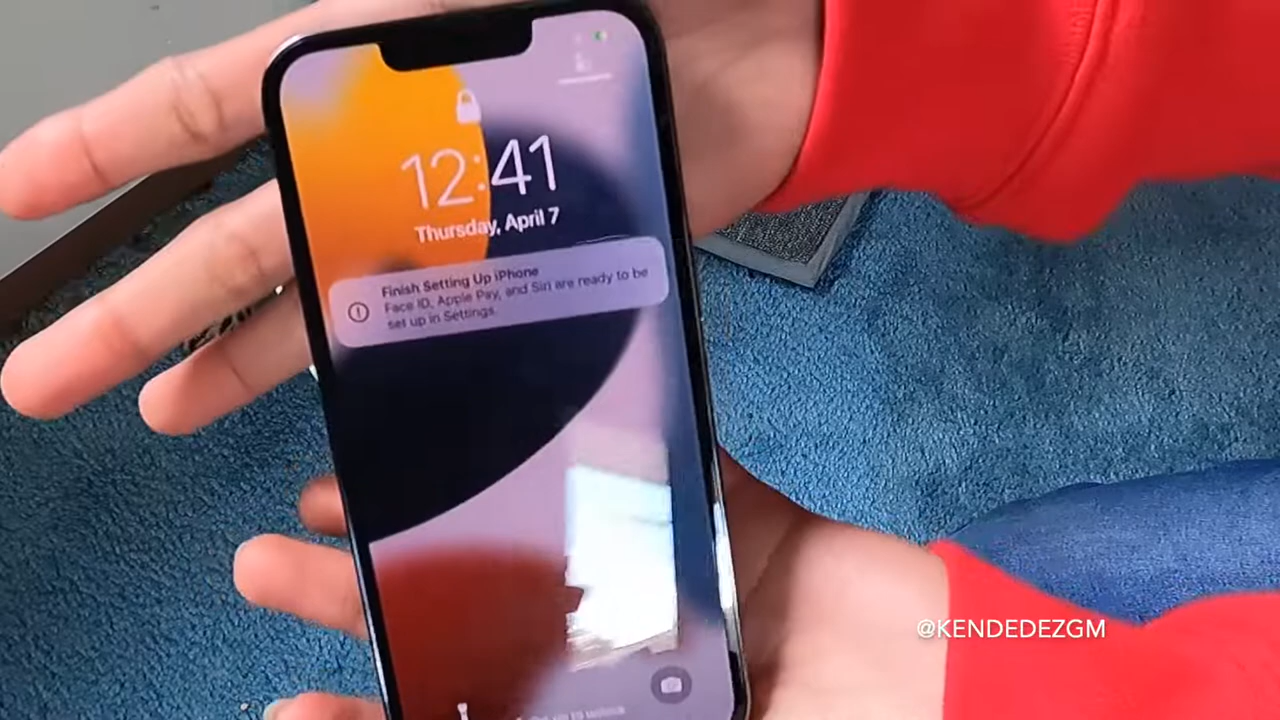 12:41
Thursday, April 7
Finish Setting Up iPhone
Face ID, Apple Pay, and Siri are ready to be
set up in Settings.
@KENDEDEZGM